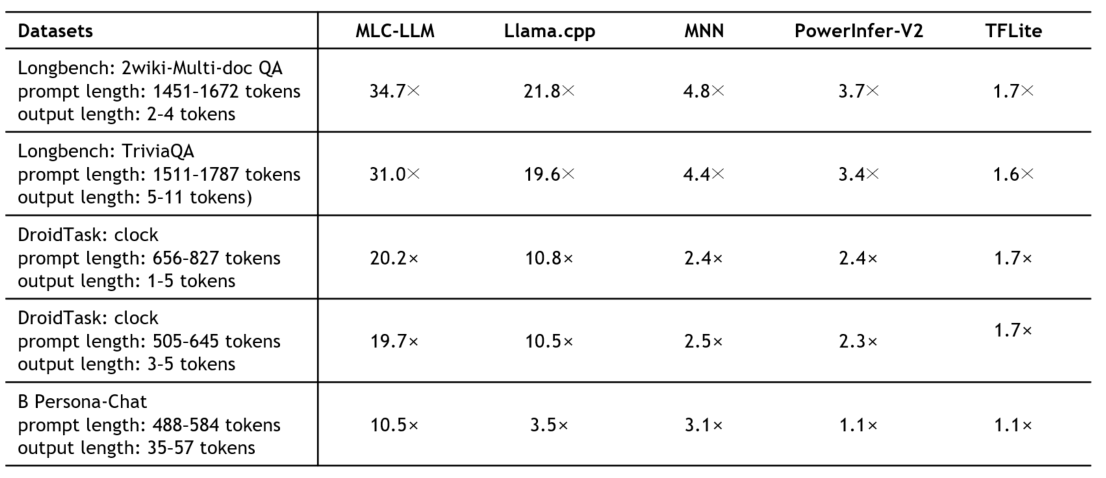 Datasets MLC-LLM Llama.cpp MNN PowerInfer-V2 TFLite
Longbench: 2wiki-Multi-doc QA
prompt length: 1451–1672 tokens 34.7× 21.8× 4.8× 3.7× 1.7×
output length: 2–4 tokens
Longbench: TriviaQA
prompt length: 1511–1787 tokens 31.0× 19.6× 4.4× 3.4× 1.6×
output length: 5–11 tokens)
DroidTask: clock
prompt length: 656–827 tokens 20.2× 10.8× 2.4× 2.4× 1.7×
output length: 1–5 tokens
DroidTask: clock
prompt length: 505–645 tokens 19.7× 10.5× 2.5× 2.3× 1.7×
output length: 3–5 tokens
B Persona-Chat
prompt length: 488–584 tokens 10.5× 3.5× 3.1× 1.1× 1.1×
output length: 35–57 tokens